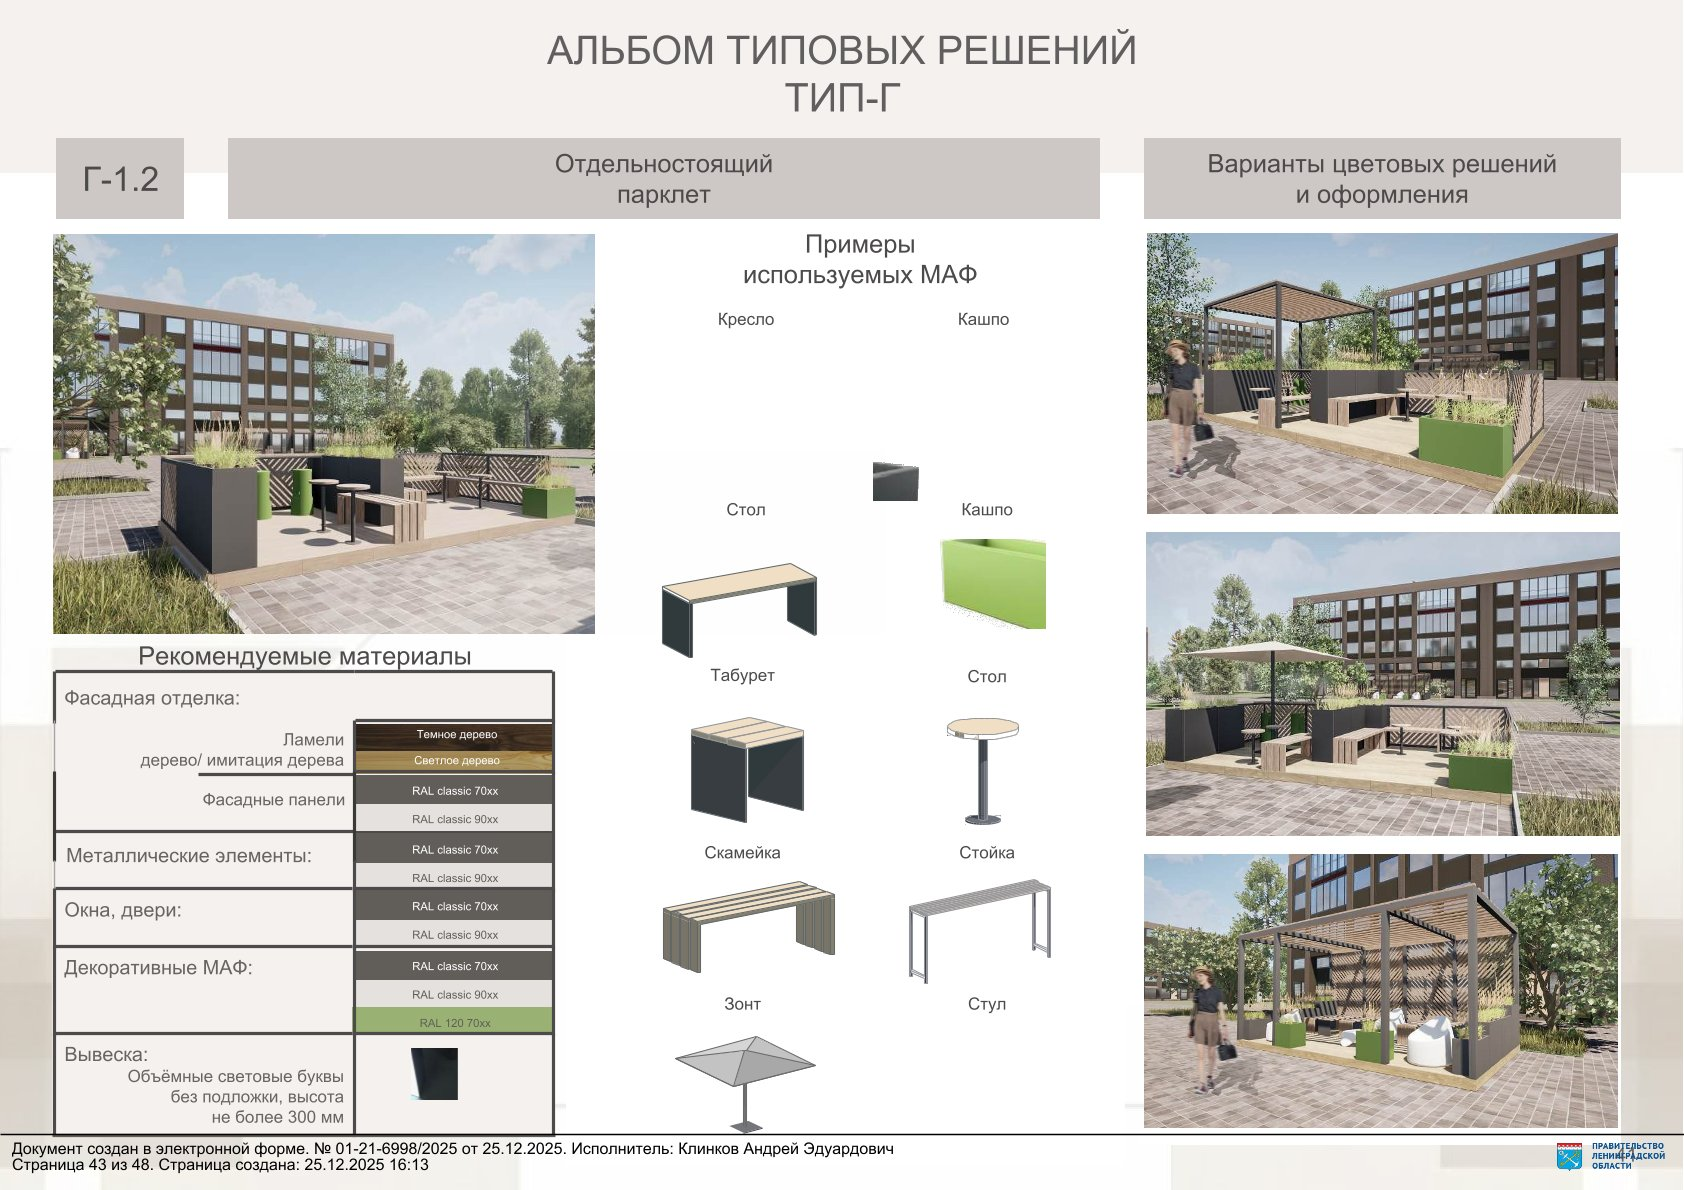 АЛЬБОМ ТИПОВЫХ РЕШЕНИЙ
ТИП-Г
Г-1.2
Отдельностоящий
парклет
Варианты цветовых решений
и оформления
Примеры
используемых МАФ
Кресло
Кашпо
Стол
Кашпо
Табурет
Стол
Скамейка
Стойка
Зонт
Стул
Рекомендуемые материалы
Фасадная отделка:
Ламели
дерево/ имитация дерева
Темное дерево
Светлое дерево
Фасадные панели
RAL classic 70xx
RAL classic 90xx
Металлические элементы:
RAL classic 70xx
RAL classic 90xx
Окна, двери:
RAL classic 70xx
RAL classic 90xx
Декоративные МАФ:
RAL classic 70xx
RAL classic 90xx
RAL 120 70xx
Вывеска:
Объёмные световые буквы
без подложки, высота
не более 300 мм
Документ создан в электронной форме. № 01-21-6998/2025 от 25.12.2025. Исполнитель: Клинков Андрей Эдуардович
Страница 43 из 48. Страница создана: 25.12.2025 16:13
ПРАВИТЕЛЬСТВО
ЛЕНИНГРАДСКОЙ
ОБЛАСТИ